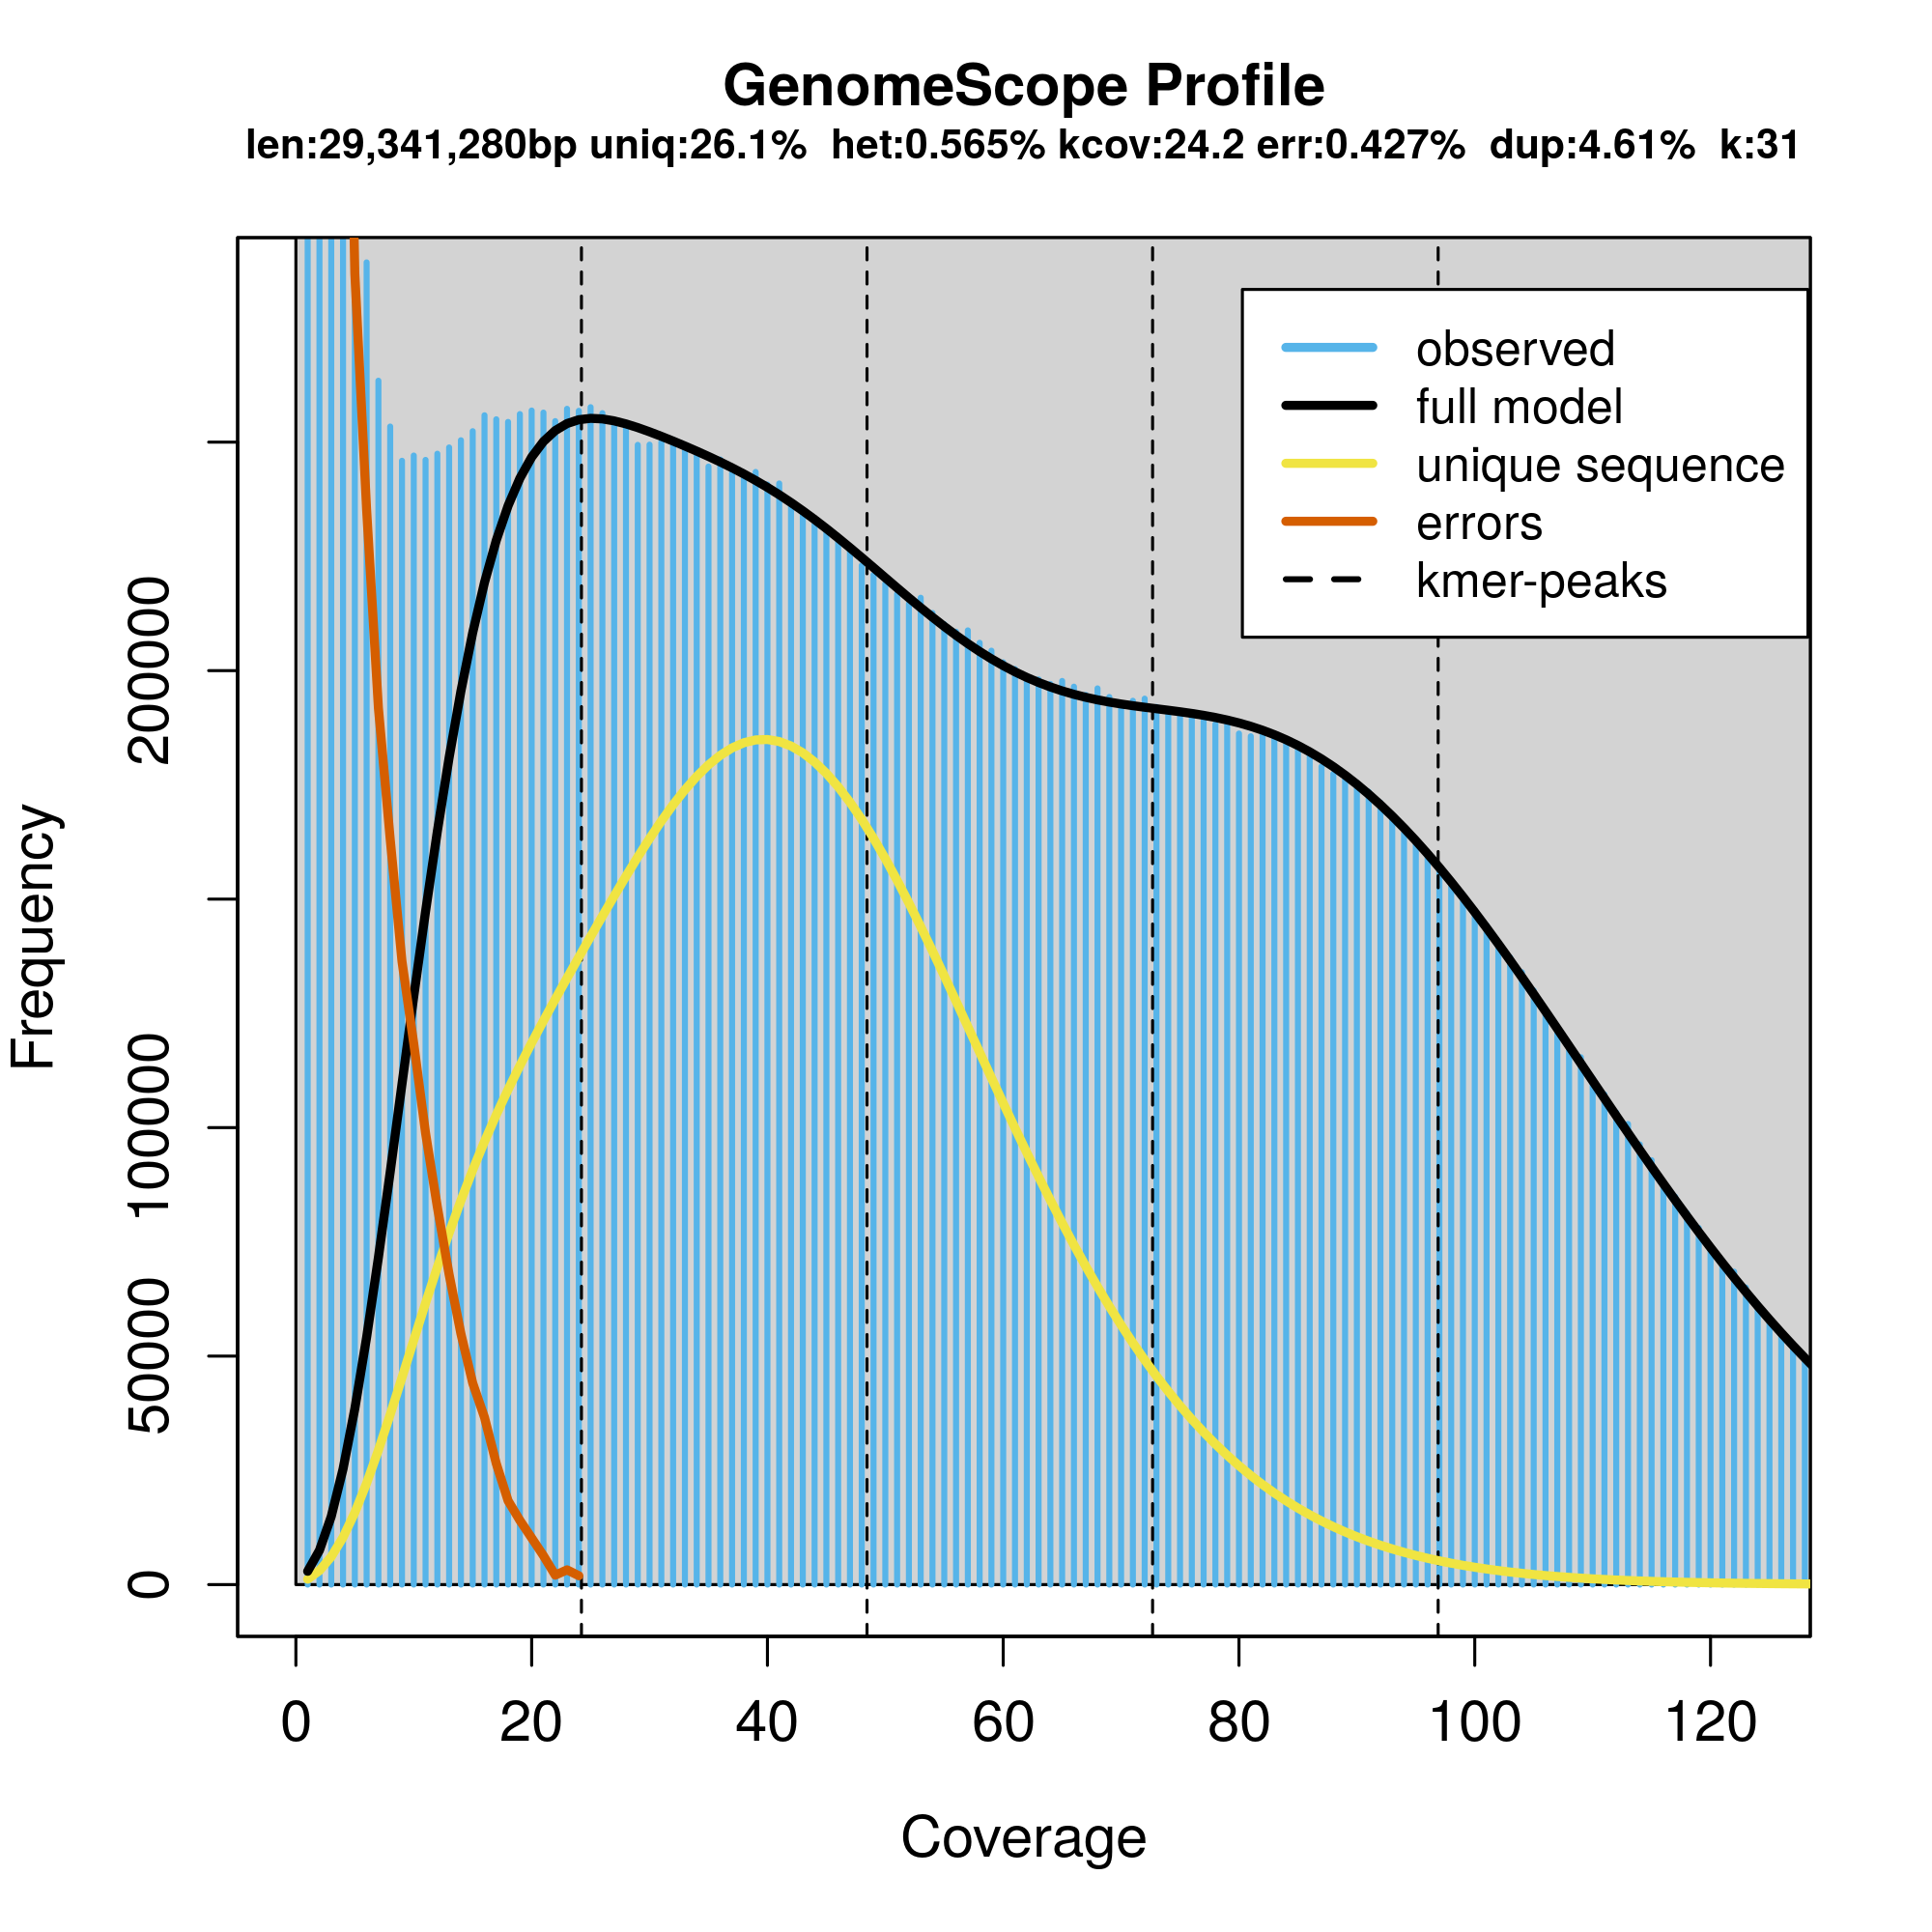 GenomeScope Profile
len:29,341,280bp uniq:26.1% het:0.565% kcov:24.2 err:0.427% dup:4.61% k:31
observed
full model
unique sequence
errors
kmer-peaks
Frequency
200000
100000
50000
0
0 20 40 60 80 100 120
Coverage